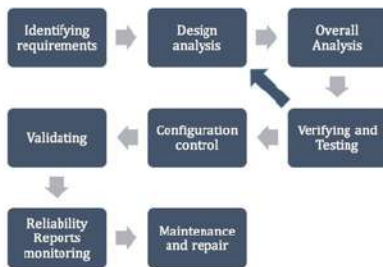 Identifying
requirements
Design
analysis
Overall
Analysis
Validating
Configuration
control
Verifying and
Testing
Reliability
Reports
monitoring
Maintenance
and repair